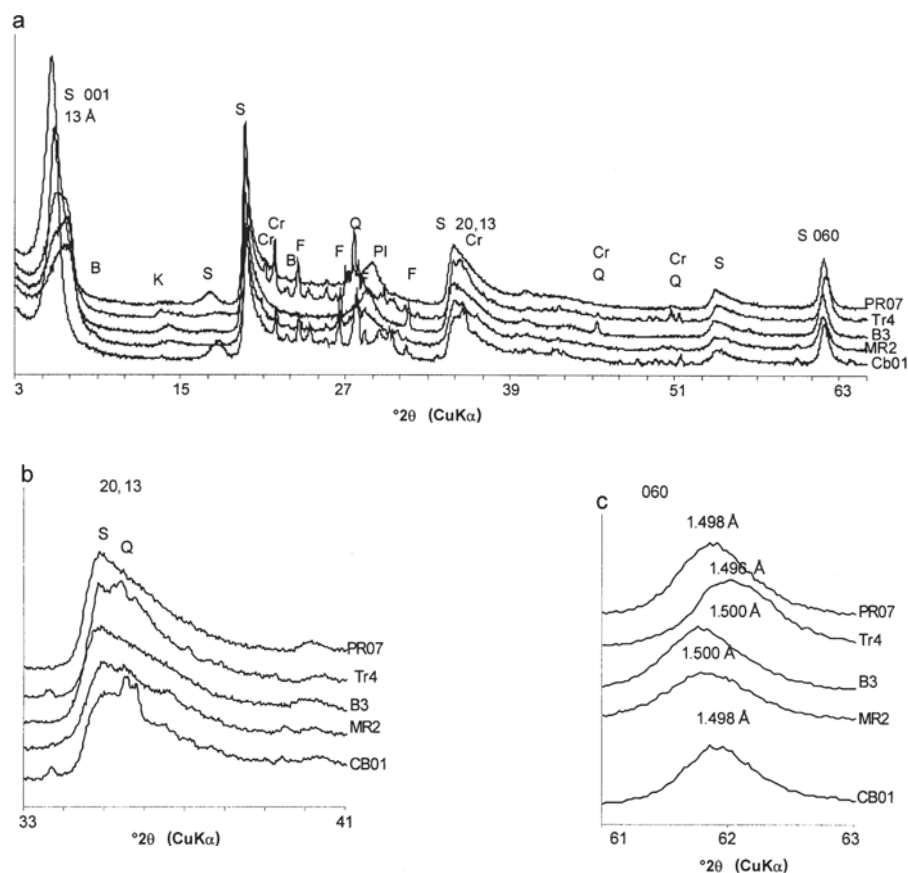 a
S 001
13 Å
B
K
S
S
Cr
Cr
B
F
F
Q
F
Pl
F
S 20,13
Cr
Cr
Q
Cr
Q
S
S 060
PR07
Tr4
B3
MR2
Cb01
3 15 27 39 51 63
°2θ (CuKα)
b
20, 13
S Q
PR07
Tr4
B3
MR2
CB01
33 41
°2θ (CuKα)
c
060
1.498 Å
1.496 Å
1.500 Å
1.500 Å
1.498 Å
PR07
Tr4
B3
MR2
CB01
61 62 63
°2θ (CuKα)